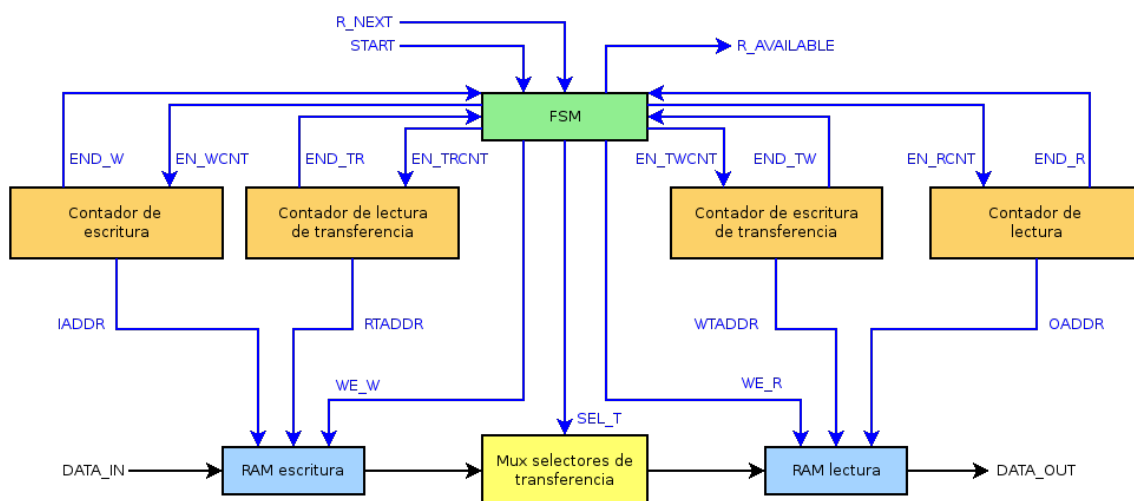 R_NEXT
START
R_AVAILABLE
FSM
END_W
EN_WCNT
END_TR
EN_TRCNT
EN_TWCNT
END_TW
EN_RCNT
END_R
Contador de
escritura
Contador de lectura
de transferencia
Contador de escritura
de transferencia
Contador de
lectura
IADDR
RTADDR
WTADDR
OADDR
WE_W
WE_R
SEL_T
DATA_IN
RAM escritura
Mux selectores de
transferencia
RAM lectura
DATA_OUT